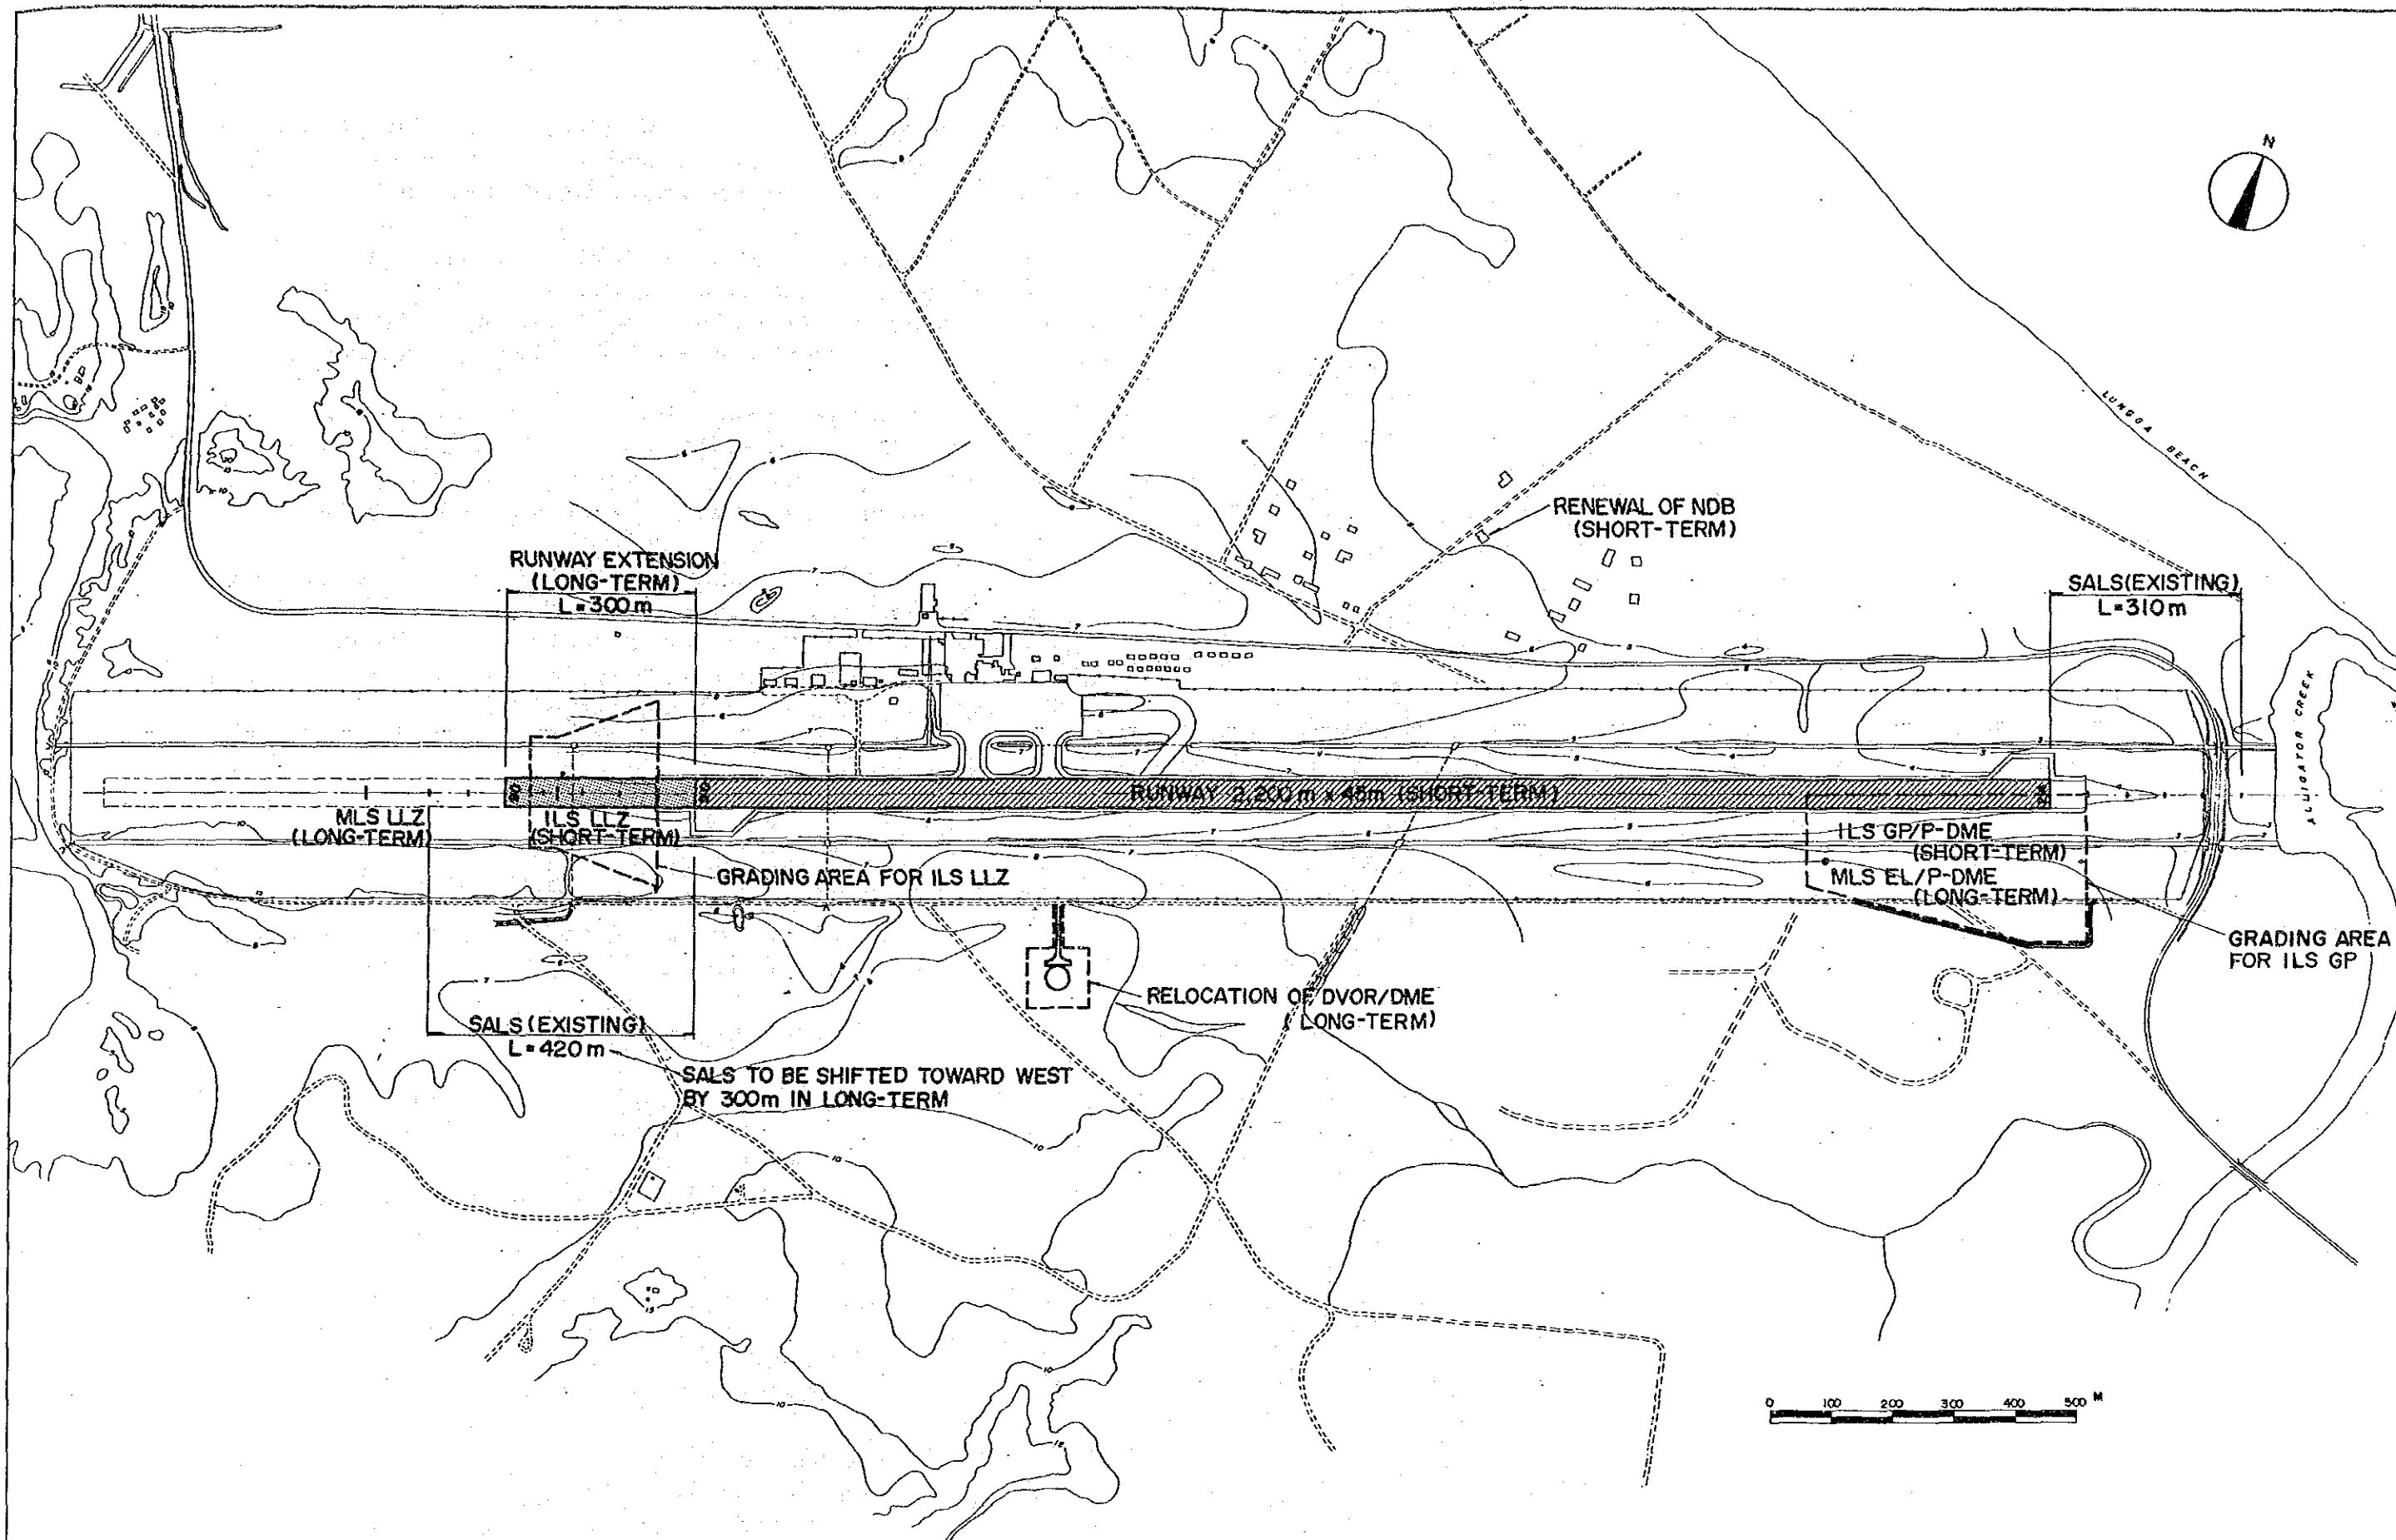 N
LUNGGA BEACH
RENEWAL OF NDB
(SHORT-TERM)
RUNWAY EXTENSION
(LONG-TERM)
L=300m
SALS(EXISTING)
L=310m
ALLIGATOR CREEK
RUNWAY 2,200 m x 45m (SHORT-TERM)
MLS LLZ
(LONG-TERM)
ILS LLZ
(SHORT-TERM)
ILS GP/P-DME
(SHORT-TERM)
GRADING AREA FOR ILS LLZ
MLS EL/P-DME
(LONG-TERM)
GRADING AREA
FOR ILS GP
RELOCATION OF DVOR/DME
(LONG-TERM)
SALS (EXISTING)
L=420m
SALS TO BE SHIFTED TOWARD WEST
BY 300m IN LONG-TERM
0 100 200 300 400 500 M